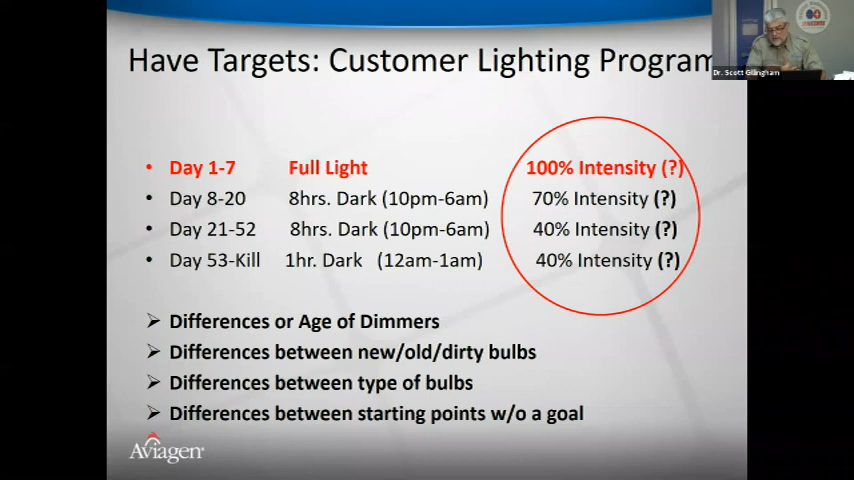 Have Targets: Customer Lighting Program
Dr. Scott Gillingham
• Day 1-7 Full Light 100% Intensity (?)
• Day 8-20 8hrs. Dark (10pm-6am) 70% Intensity (?)
• Day 21-52 8hrs. Dark (10pm-6am) 40% Intensity (?)
• Day 53-Kill 1hr. Dark (12am-1am) 40% Intensity (?)
➢ Differences or Age of Dimmers
➢ Differences between new/old/dirty bulbs
➢ Differences between type of bulbs
➢ Differences between starting points w/o a goal
Aviagen